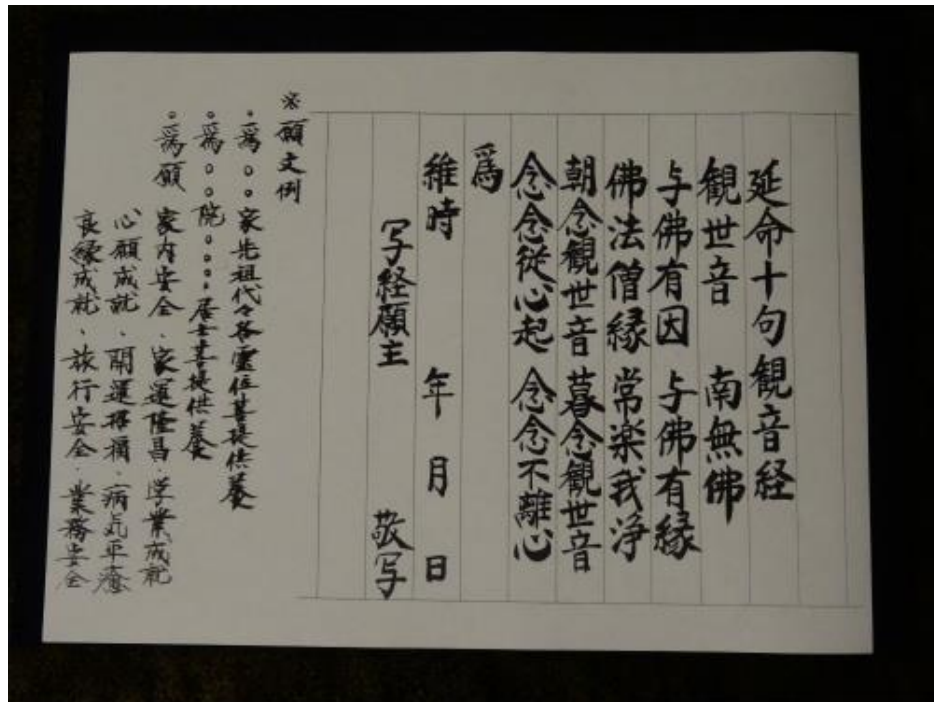 延命十句観音経
観世音 南無佛
与佛有因 与佛有縁
佛法僧縁 常楽我浄
朝念観世音 暮念観世音
念念從心起 念念不離心
爲
維時 年 月 日
写経願主 敬写
※願文例
・爲○○家先祖代々各霊位菩提供養
・爲○○院○○○○居士菩提供養
・爲願 家内安全、家運隆昌・学業成就
心願成就、開運招福・病気平癒
良縁成就、旅行安全・業務安全